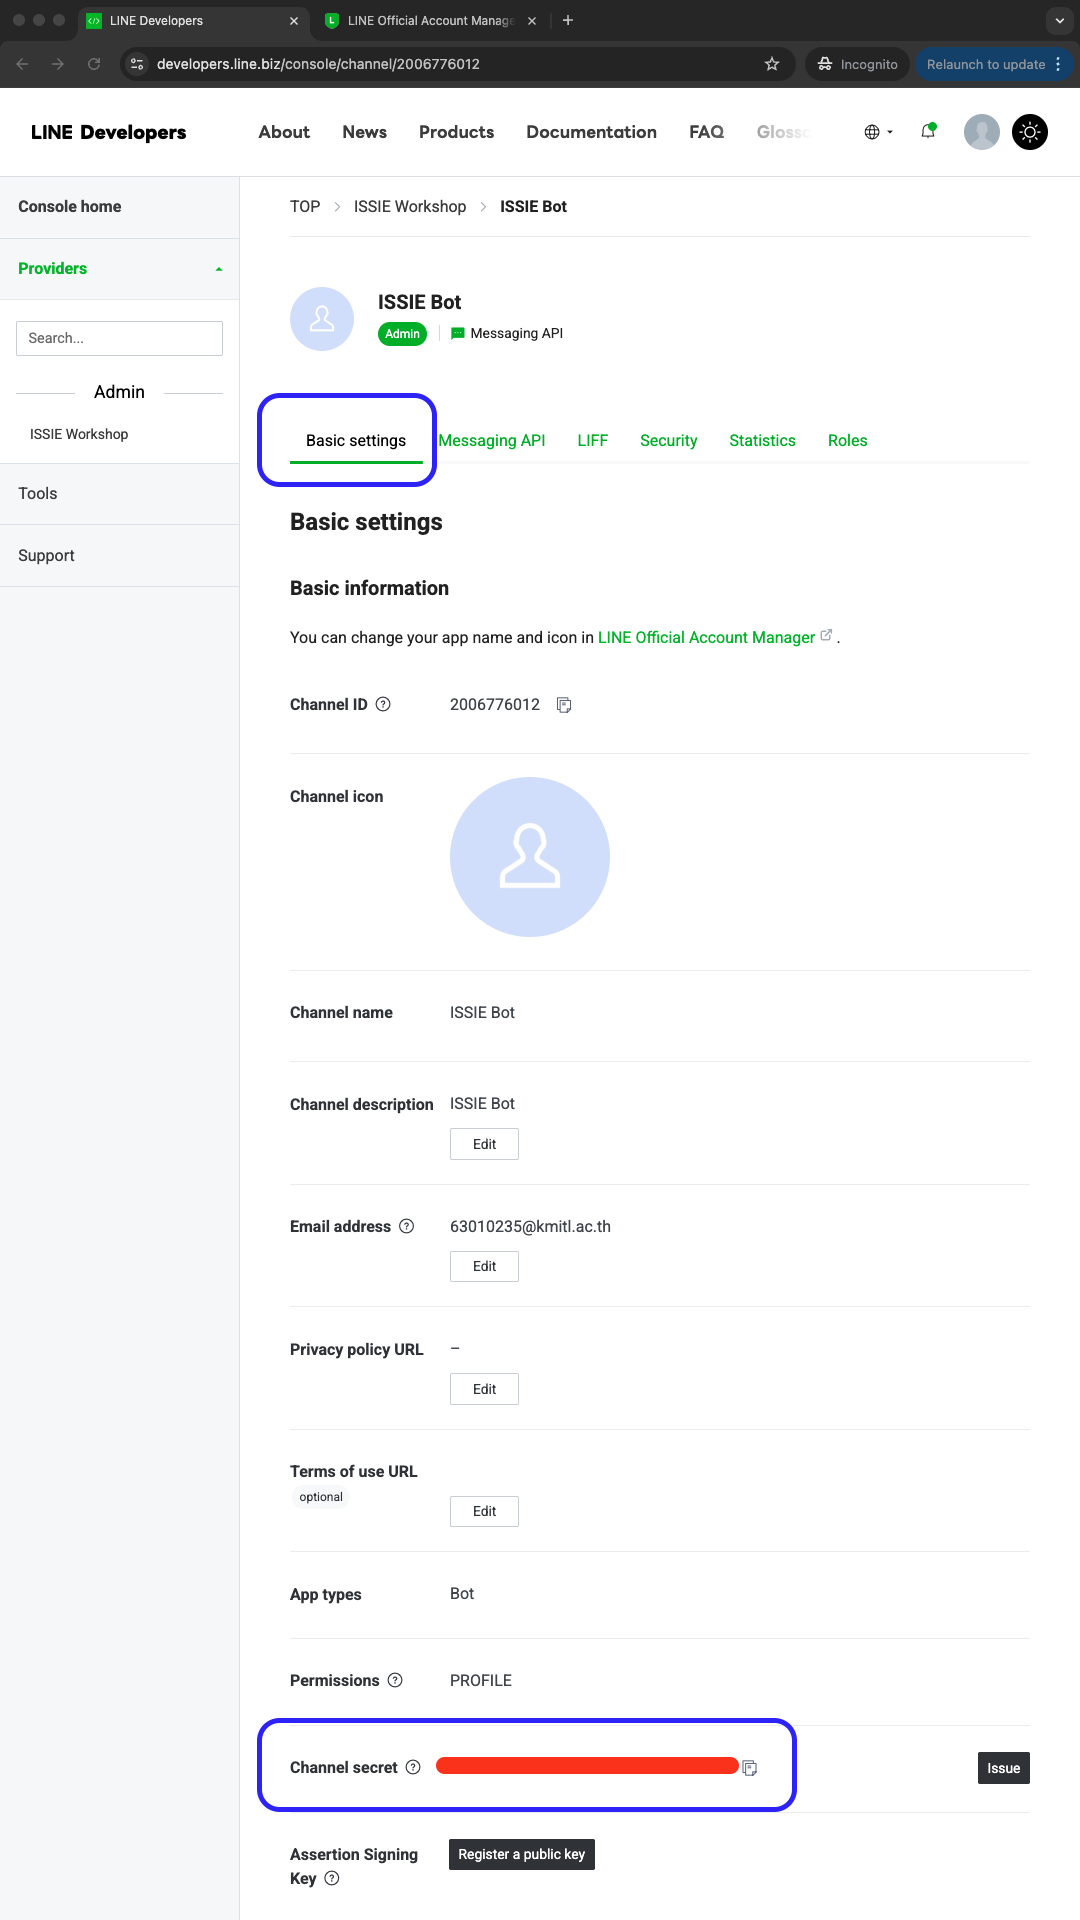 LINE Developers
LINE Official Account Manage
developers.line.biz/console/channel/2006776012
Incognito
Relaunch to update
LINE Developers
About
News
Products
Documentation
FAQ
Console home
Providers
Search...
Admin
ISSIE Workshop
Tools
Support
TOP > ISSIE Workshop > ISSIE Bot
ISSIE Bot
Admin
Messaging API
Basic settings
Messaging API
LIFF
Security
Statistics
Roles
Basic settings
Basic information
You can change your app name and icon in LINE Official Account Manager .
Channel ID
2006776012
Channel icon
Channel name
ISSIE Bot
Channel description
ISSIE Bot
Edit
Email address
63010235@kmitl.ac.th
Edit
Privacy policy URL
–
Edit
Terms of use URL
optional
Edit
App types
Bot
Permissions
PROFILE
Channel secret
Issue
Assertion Signing
Key
Register a public key